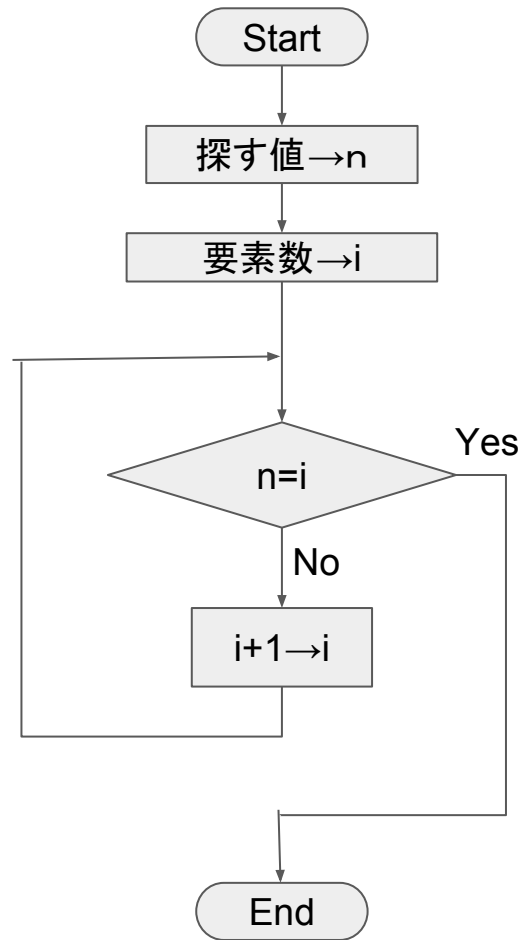 Start
探す値→n
要素数→i
n=i
Yes
No
i+1→i
End